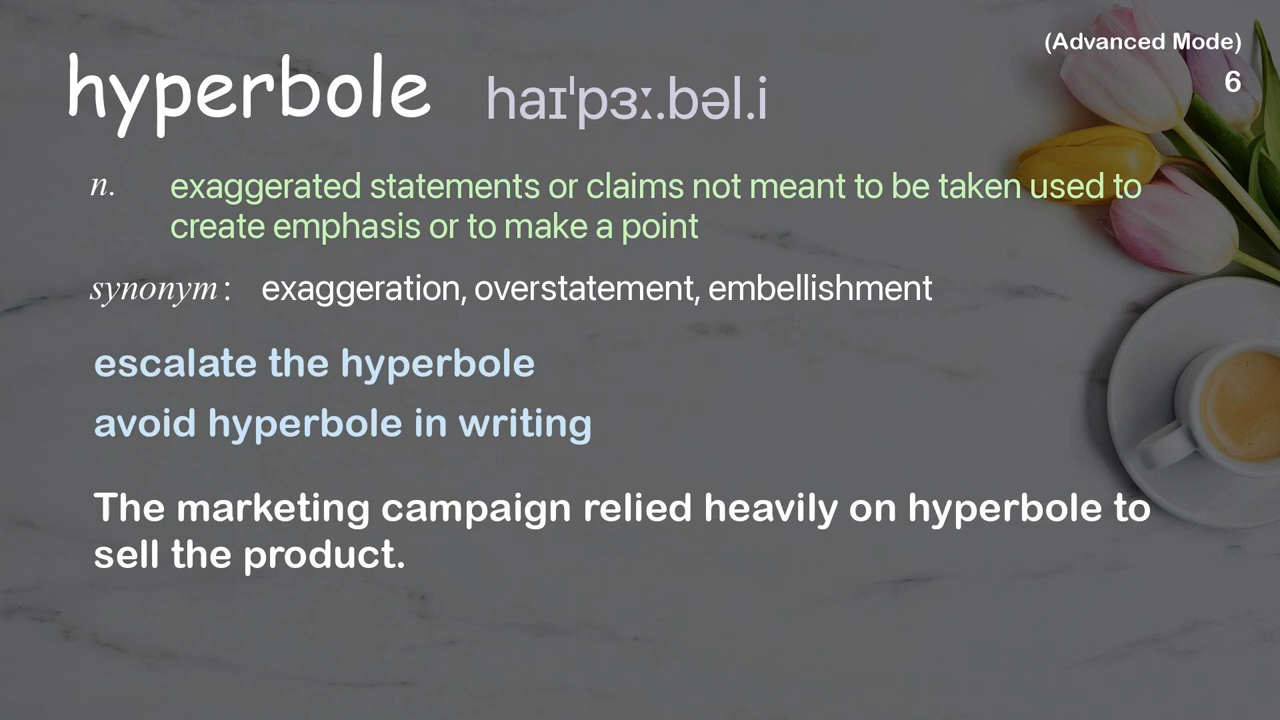 (Advanced Mode)
6
hyperbole haɪˈpɜː.bəl.i
n. exaggerated statements or claims not meant to be taken used to
create emphasis or to make a point
synonym : exaggeration, overstatement, embellishment
escalate the hyperbole
avoid hyperbole in writing
The marketing campaign relied heavily on hyperbole to
sell the product.